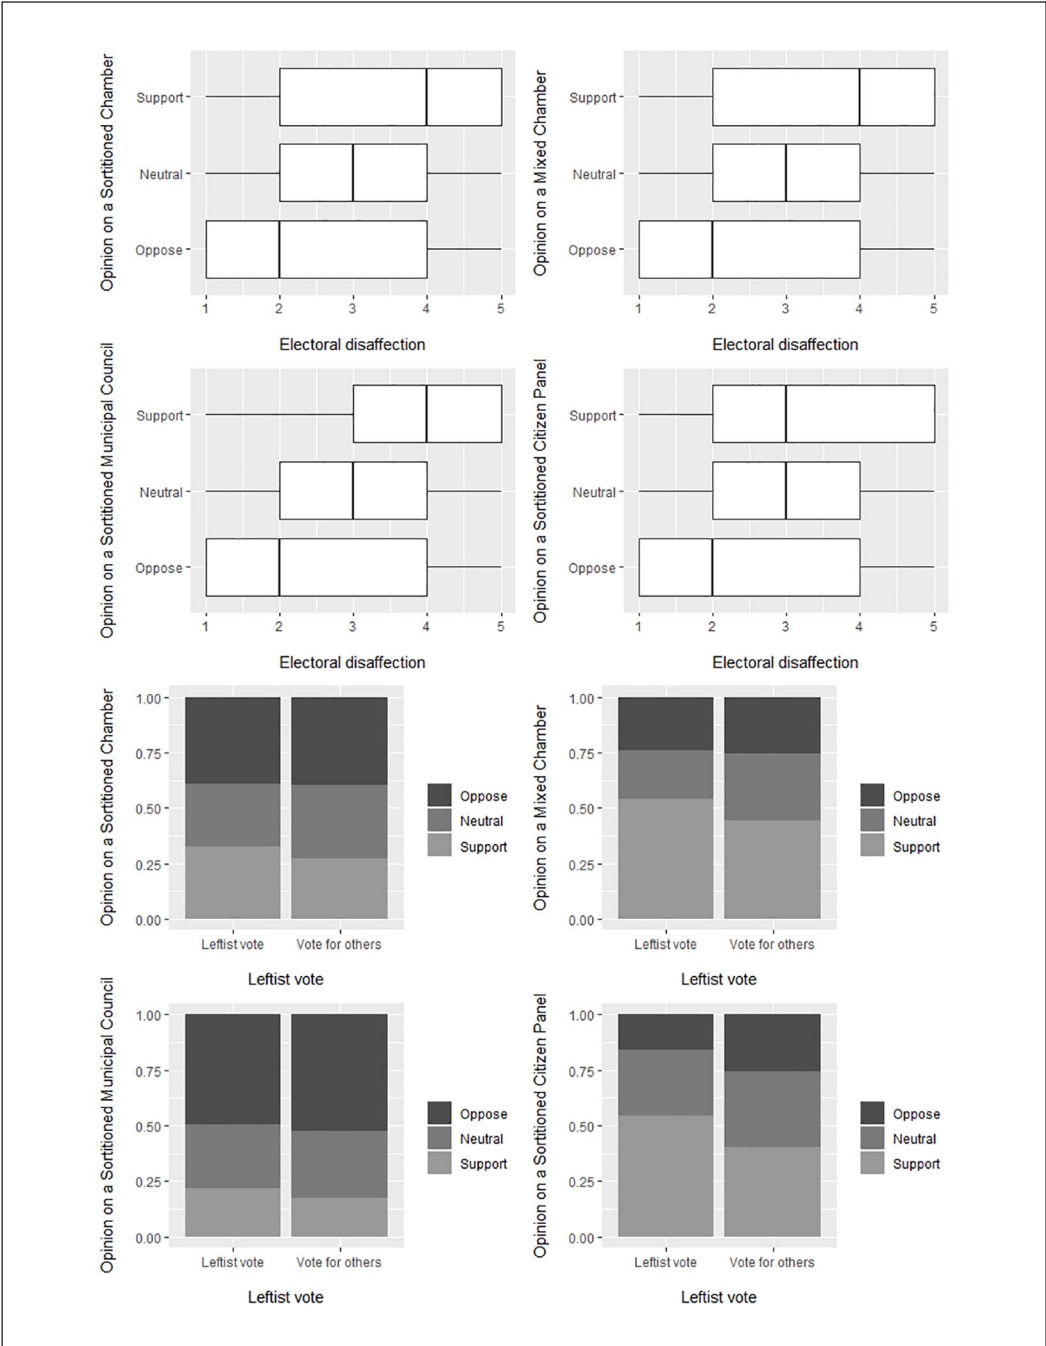 Opinion on a Sortitioned Chamber
Support
Neutral
Oppose
1 2 3 4 5
Electoral disaffection
Opinion on a Mixed Chamber
Support
Neutral
Oppose
1 2 3 4 5
Electoral disaffection
Opinion on a Sortitioned Municipal Council
Support
Neutral
Oppose
1 2 3 4 5
Electoral disaffection
Opinion on a Sortitioned Citizen Panel
Support
Neutral
Oppose
1 2 3 4 5
Electoral disaffection
Opinion on a Sortitioned Chamber
1.00
0.75
0.50
0.25
0.00
Leftist vote Vote for others
Leftist vote
Oppose
Neutral
Support
Opinion on a Mixed Chamber
1.00
0.75
0.50
0.25
0.00
Leftist vote Vote for others
Leftist vote
Oppose
Neutral
Support
Opinion on a Sortitioned Municipal Council
1.00
0.75
0.50
0.25
0.00
Leftist vote Vote for others
Leftist vote
Oppose
Neutral
Support
Opinion on a Sortitioned Citizen Panel
1.00
0.75
0.50
0.25
0.00
Leftist vote Vote for others
Leftist vote
Oppose
Neutral
Support